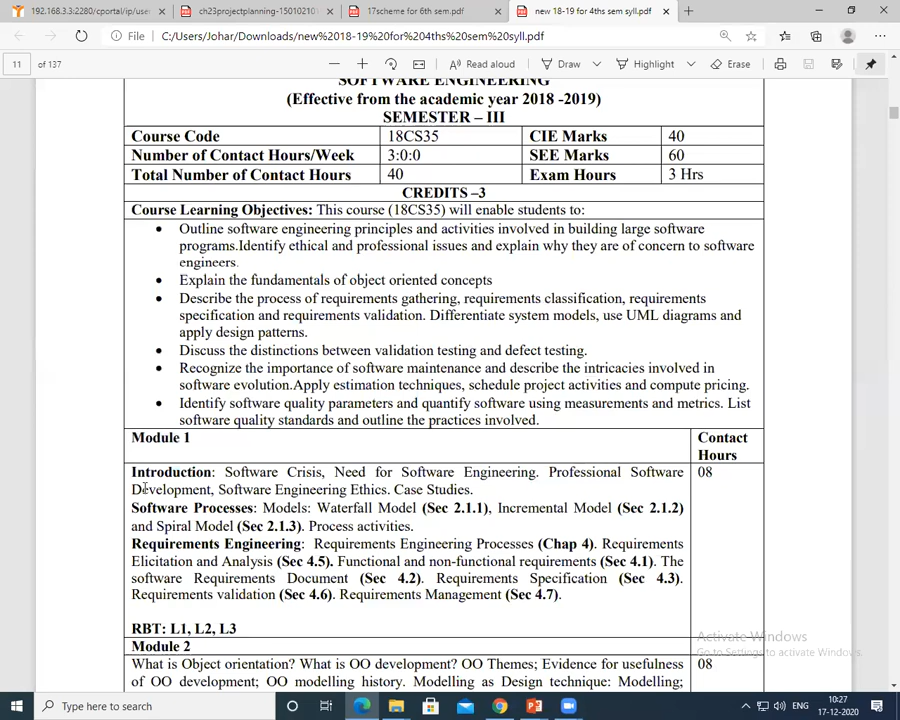 192.168.3.3:2280/cportal/ip/user
ch23projectplanning-15010210
17scheme for 6th sem.pdf
new 18-19 for 4ths sem syll.pdf
File
C:/Users/Johar/Downloads/new%2018-19%20for%204ths%20sem%20syll.pdf
11 of 137
Read aloud
Draw
Highlight
Erase
SOFTWARE ENGINEERING
(Effective from the academic year 2018 -2019)
SEMESTER – III
Course Code 18CS35 CIE Marks 40
Number of Contact Hours/Week 3:0:0 SEE Marks 60
Total Number of Contact Hours 40 Exam Hours 3 Hrs
CREDITS –3
Course Learning Objectives: This course (18CS35) will enable students to:
• Outline software engineering principles and activities involved in building large software
programs.Identify ethical and professional issues and explain why they are of concern to software
engineers.
• Explain the fundamentals of object oriented concepts
• Describe the process of requirements gathering, requirements classification, requirements
specification and requirements validation. Differentiate system models, use UML diagrams and
apply design patterns.
• Discuss the distinctions between validation testing and defect testing.
• Recognize the importance of software maintenance and describe the intricacies involved in
software evolution.Apply estimation techniques, schedule project activities and compute pricing.
• Identify software quality parameters and quantify software using measurements and metrics. List
software quality standards and outline the practices involved.
Module 1 Contact
Hours
Introduction: Software Crisis, Need for Software Engineering. Professional Software 08
Development, Software Engineering Ethics. Case Studies.
Software Processes: Models: Waterfall Model (Sec 2.1.1), Incremental Model (Sec 2.1.2)
and Spiral Model (Sec 2.1.3). Process activities.
Requirements Engineering: Requirements Engineering Processes (Chap 4). Requirements
Elicitation and Analysis (Sec 4.5). Functional and non-functional requirements (Sec 4.1). The
software Requirements Document (Sec 4.2). Requirements Specification (Sec 4.3).
Requirements validation (Sec 4.6). Requirements Management (Sec 4.7).
RBT: L1, L2, L3
Module 2
What is Object orientation? What is OO development? OO Themes; Evidence for usefulness 08
of OO development; OO modelling history. Modelling as Design technique: Modelling;
Activate Windows
Go to Settings to activate Windows.
Type here to search
ENG
10:27
17-12-2020